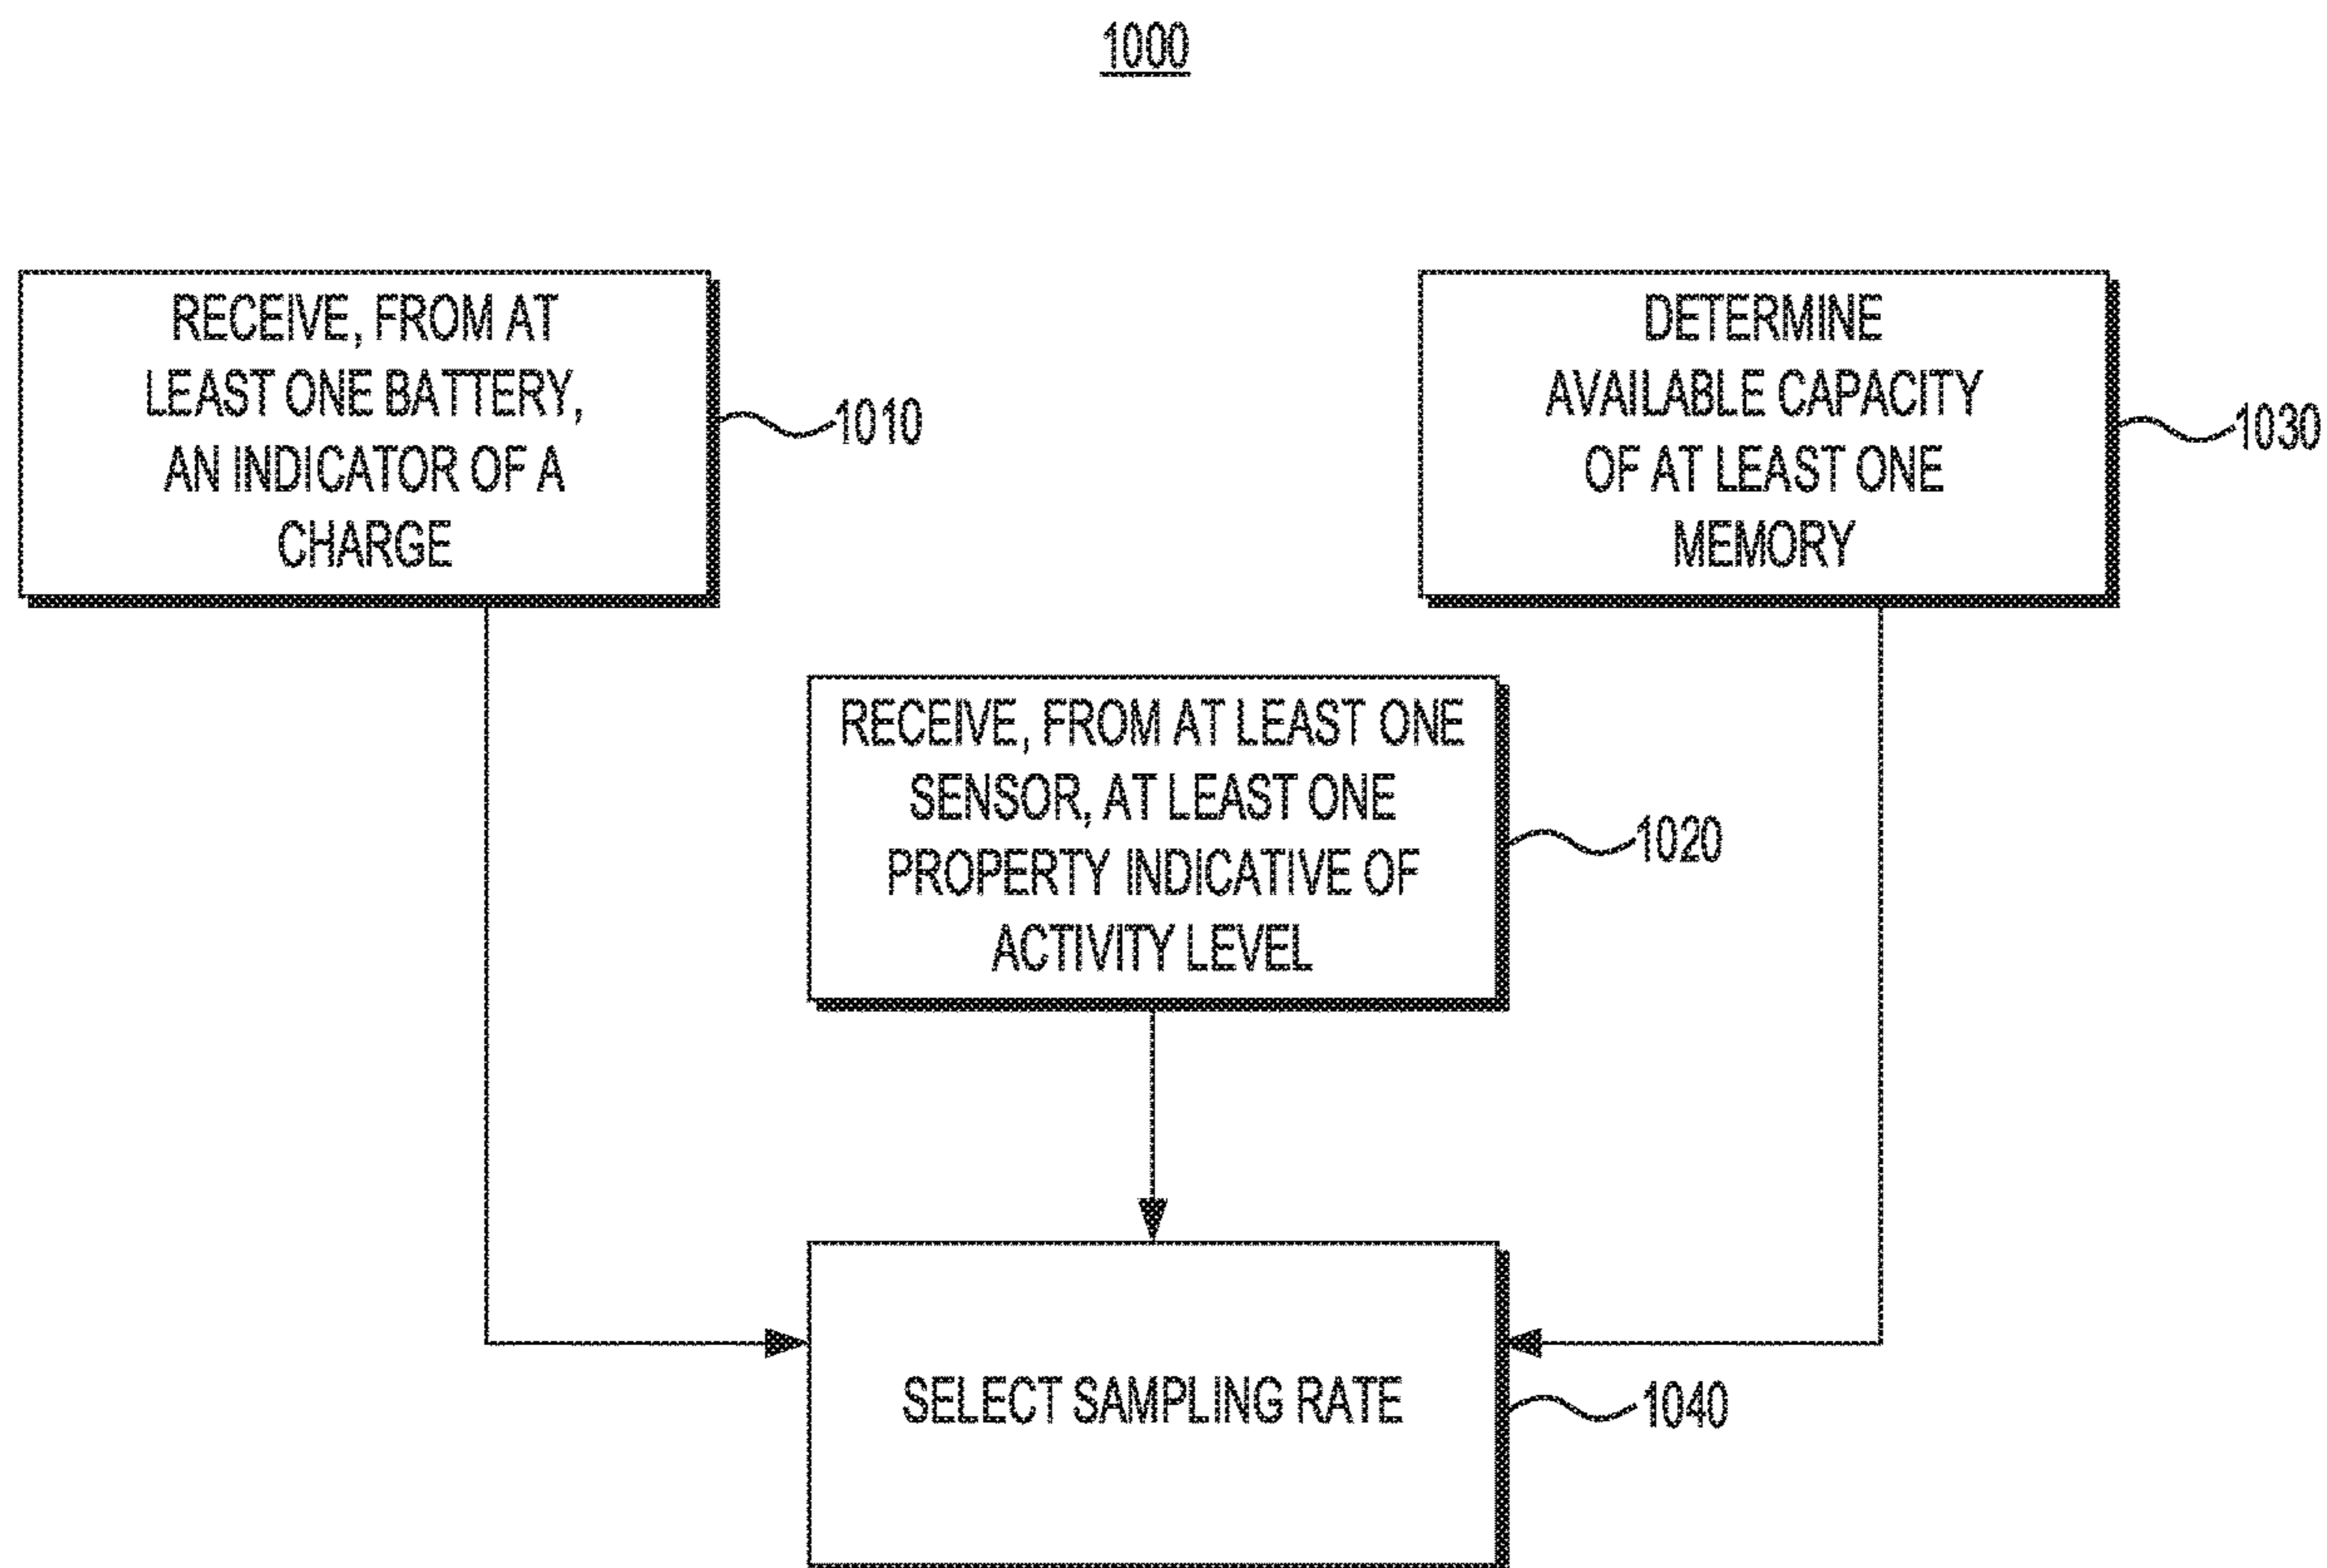 1000
RECEIVE, FROM AT
LEAST ONE BATTERY,
AN INDICATOR OF A
CHARGE
1010
DETERMINE
AVAILABLE CAPACITY
OF AT LEAST ONE
MEMORY
1030
RECEIVE, FROM AT LEAST ONE
SENSOR, AT LEAST ONE
PROPERTY INDICATIVE OF
ACTIVITY LEVEL
1020
SELECT SAMPLING RATE
1040